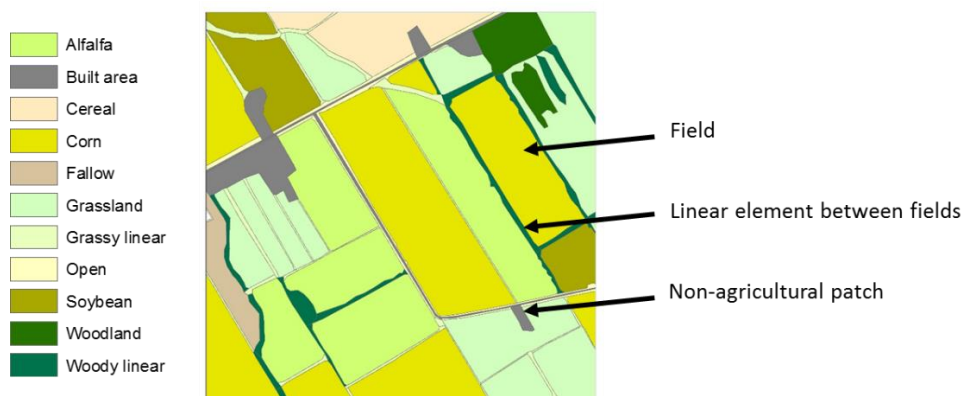 Alfalfa
Built area
Cereal
Corn
Fallow
Grassland
Grassy linear
Open
Soybean
Woodland
Woody linear
Field
Linear element between fields
Non-agricultural patch